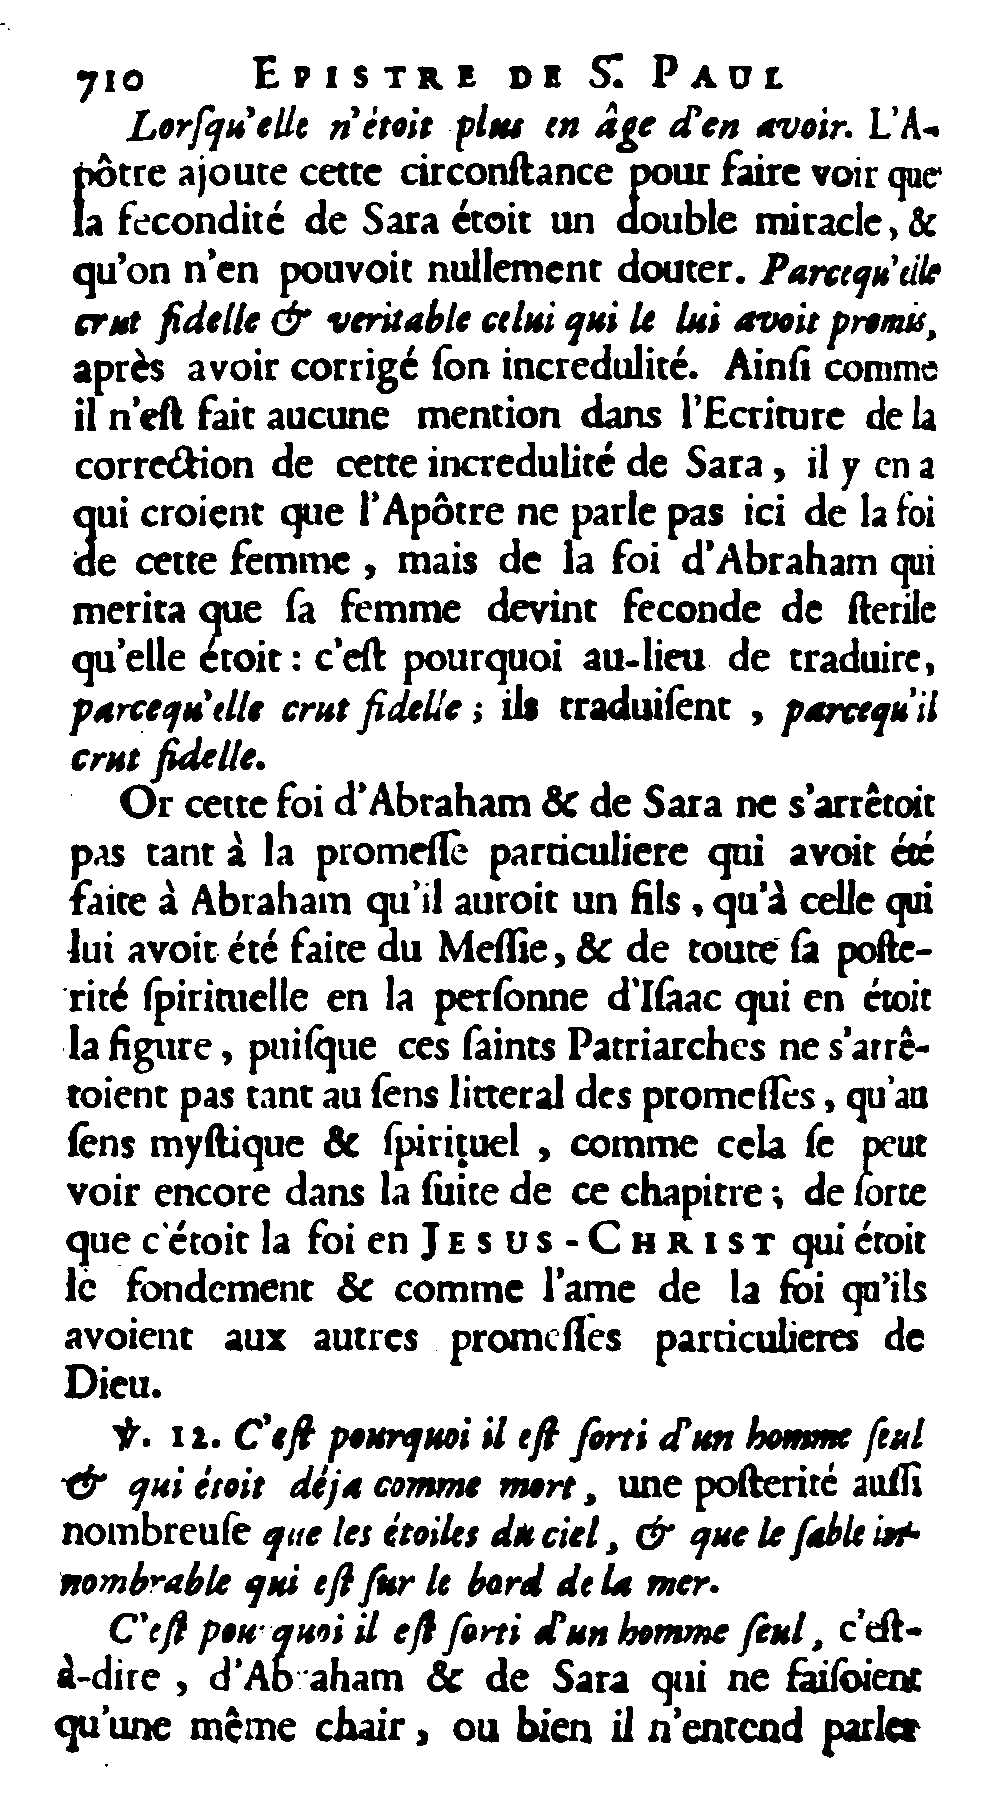 710 EPISTRE DE S. PAUL
Lorſqu'elle n'étoit plus en âge d'en avoir. L'A-
pôtre ajoute cette circonſtance pour faire voir que
la fecondité de Sara étoit un double miracle, &
qu'on n'en pouvoit nullement douter. Parcequ'elle
crut fidelle & veritable celui qui le lui avoit promis,
après avoir corrigé ſon incredulité. Ainſi comme
il n'eſt fait aucune mention dans l'Ecriture de la
correction de cette incredulité de Sara, il y en a
qui croient que l'Apôtre ne parle pas ici de la foi
de cette femme, mais de la foi d'Abraham qui
merita que ſa femme devint feconde de ſterile
qu'elle étoit : c'eſt pourquoi au-lieu de traduire,
parcequ'elle crut fidelle ; ils traduiſent, parcequ'il
crut fidelle.
Or cette foi d'Abraham & de Sara ne s'arrêtoit
pas tant à la promeſſe particuliere qui avoit été
faite à Abraham qu'il auroit un fils, qu'à celle qui
lui avoit été faite du Meſſie, & de toute ſa poſte-
rité ſpirituelle en la perſonne d'Iſaac qui en étoit
la figure, puiſque ces ſaints Patriarches ne s'arrê-
toient pas tant au ſens litteral des promeſſes, qu'au
ſens myſtique & ſpirituel, comme cela ſe peut
voir encore dans la ſuite de ce chapitre ; de ſorte
que c'étoit la foi en JESUS-CHRIST qui étoit
le fondement & comme l'ame de la foi qu'ils
avoient aux autres promeſſes particulieres de
Dieu.
℣. 12. C'eſt pourquoi il eſt ſorti d'un homme ſeul
& qui étoit déja comme mort, une poſterité auſſi
nombreuſe que les étoiles du ciel, & que le ſable in-
nombrable qui eſt ſur le bord de la mer.
C'eſt pourquoi il eſt ſorti d'un homme ſeul, c'eſt-
à-dire, d'Abraham & de Sara qui ne faiſoient
qu'une même chair, ou bien il n'entend parler